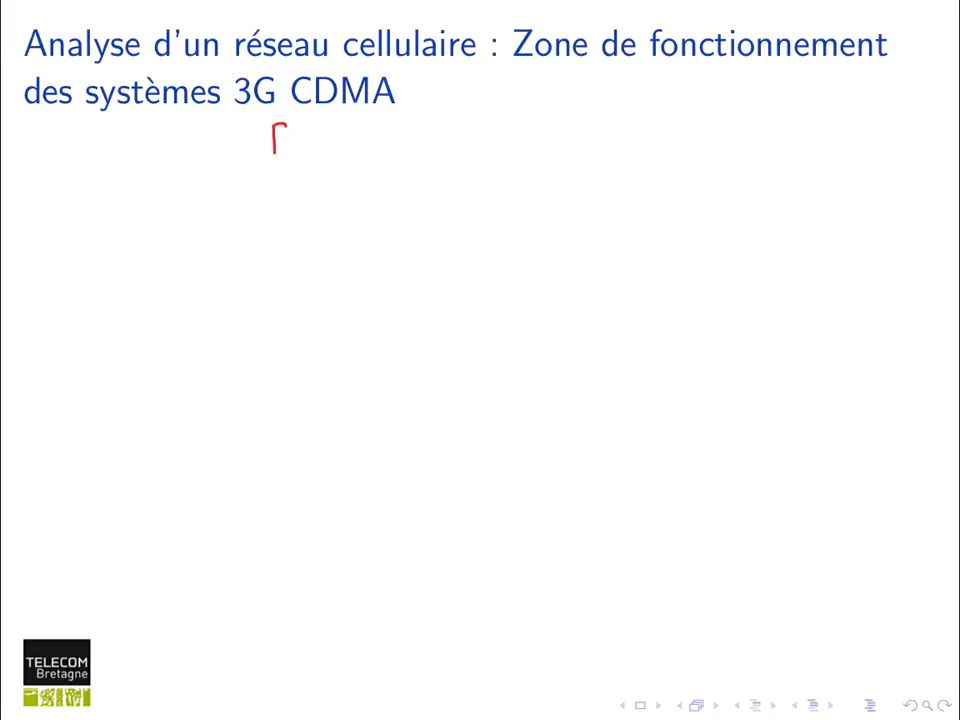 Analyse d'un réseau cellulaire : Zone de fonctionnement
des systèmes 3G CDMA
TELECOM
Bretagne